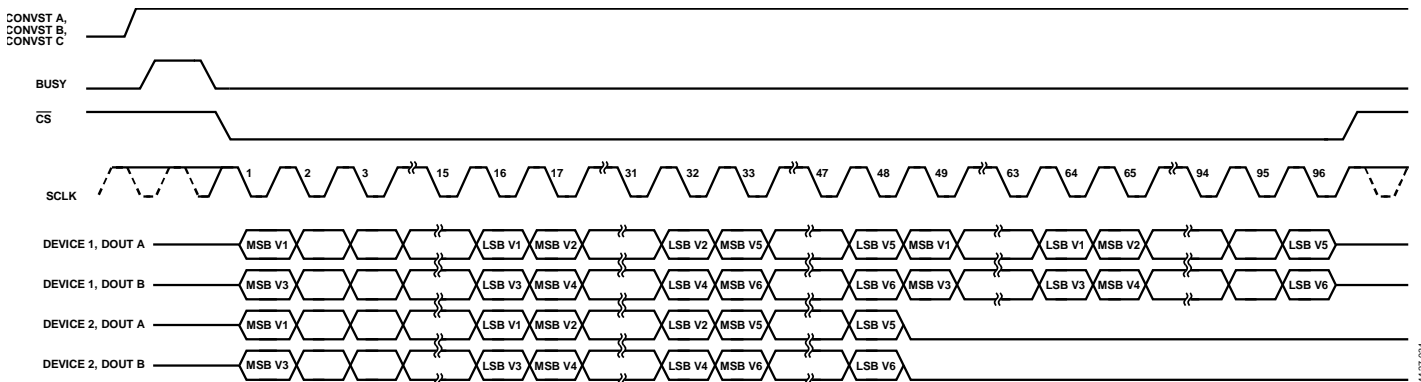 CONVST A,
CONVST B,
CONVST C
BUSY
CS
1 2 3 15 16 17 31 32 33 47 48 49 63 64 65 94 95 96
SCLK
DEVICE 1, DOUT A MSB V1 LSB V1 MSB V2 LSB V2 MSB V5 LSB V5 MSB V1 LSB V1 MSB V2 LSB V5
DEVICE 1, DOUT B MSB V3 LSB V3 MSB V4 LSB V4 MSB V6 LSB V6 MSB V3 LSB V3 MSB V4 LSB V6
DEVICE 2, DOUT A MSB V1 LSB V1 MSB V2 LSB V2 MSB V5 LSB V5
DEVICE 2, DOUT B MSB V3 LSB V3 MSB V4 LSB V4 MSB V6 LSB V6